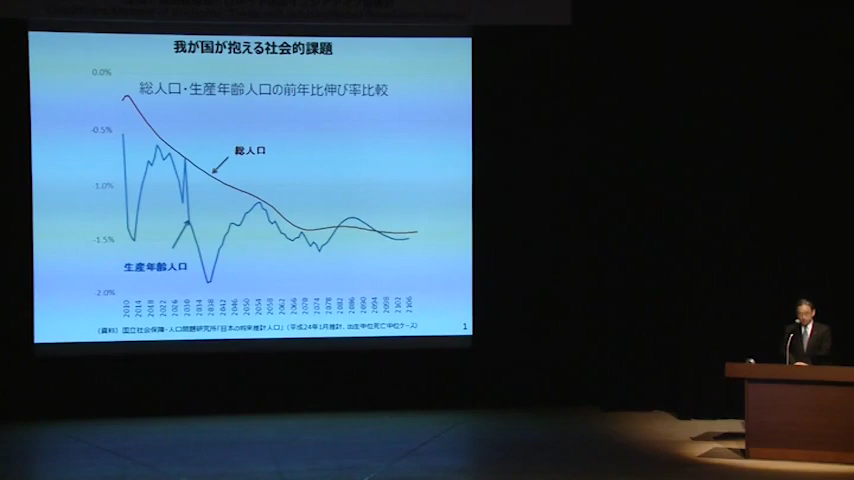 我が国が抱える社会的課題
総人口・生産年齢人口の前年比伸び率比較
0.0%
-0.5%
-1.0%
-1.5%
-2.0%
総人口
生産年齢人口
2010 2014 2018 2022 2026 2030 2034 2038 2042 2046 2050 2054 2058 2062 2066 2070 2074 2078 2082 2086 2090 2094 2098 2102 2106
(資料)国立社会保障・人口問題研究所「日本の将来推計人口」(平成24年1月推計、出生中位死亡中位ケース)
1